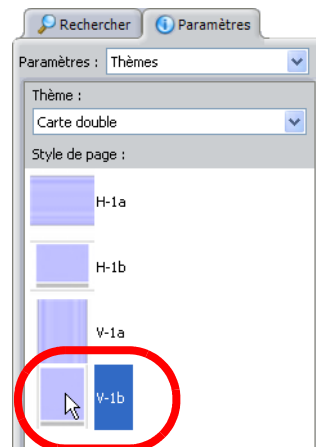 Rechercher Paramètres
Paramètres : Thèmes
Thème :
Carte double
Style de page :
H-1a
H-1b
V-1a
V-1b